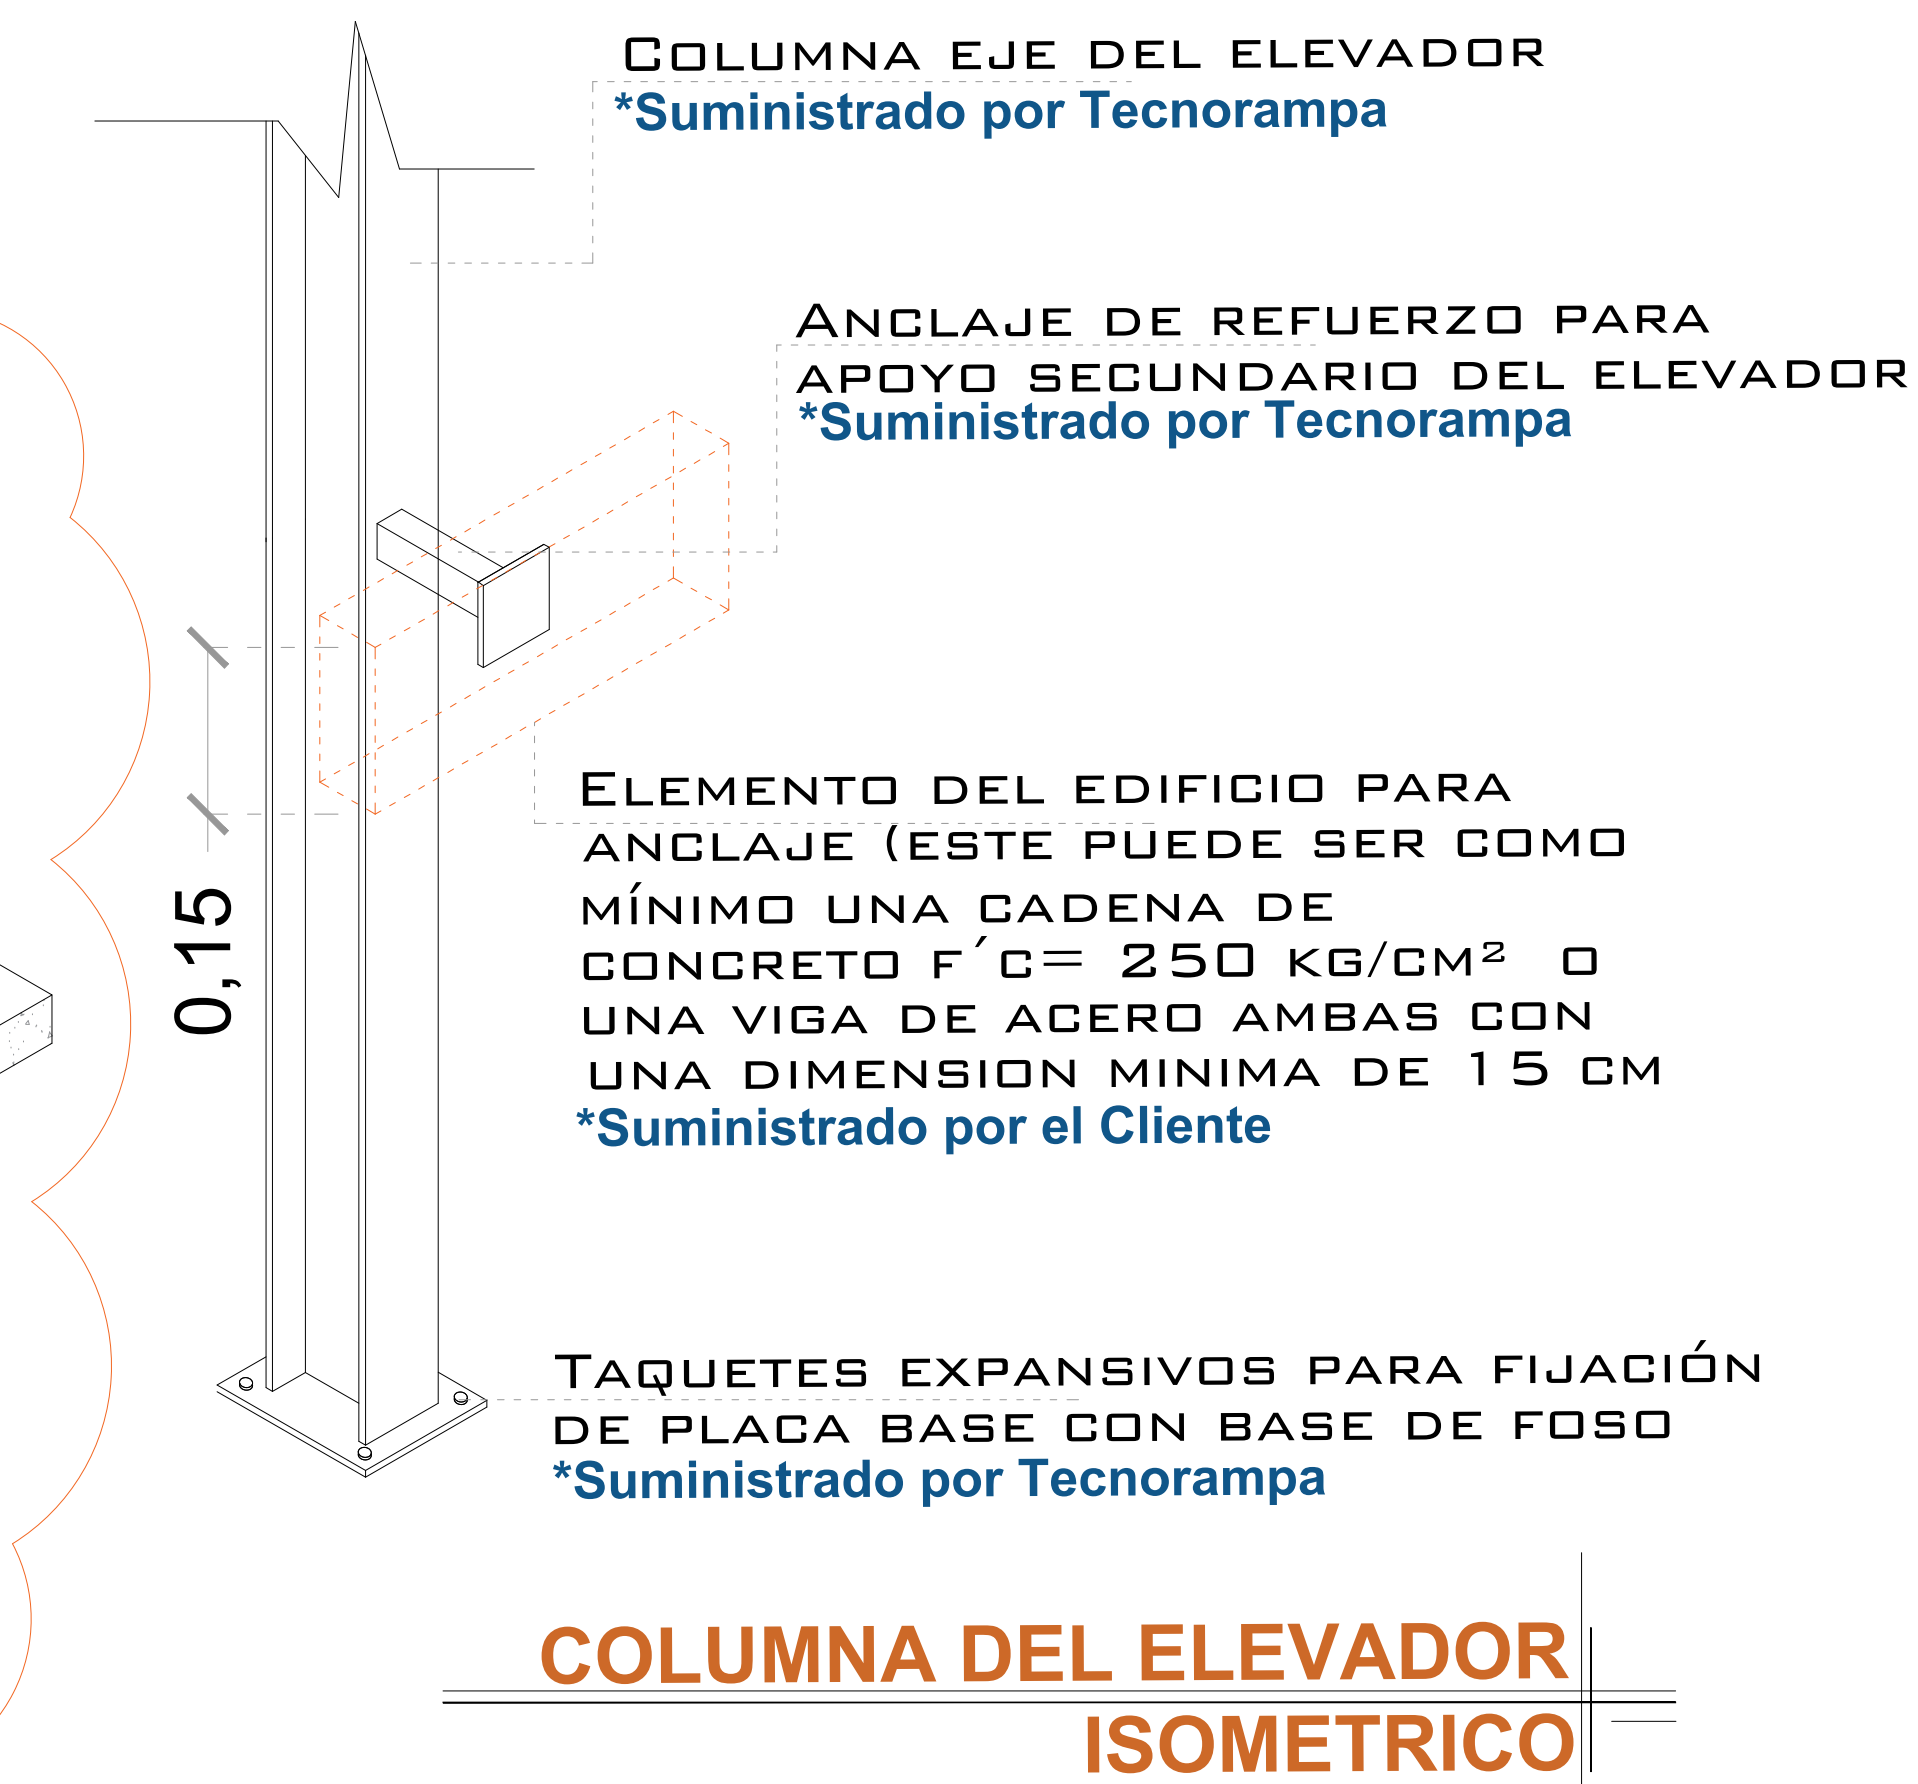 COLUMNA EJE DEL ELEVADOR
*Suministrado por Tecnorampa
ANCLAJE DE REFUERZO PARA
APOYO SECUNDARIO DEL ELEVADOR
*Suministrado por Tecnorampa
ELEMENTO DEL EDIFICIO PARA
ANCLAJE (ESTE PUEDE SER COMO
MÍNIMO UNA CADENA DE
CONCRETO F´C= 250 KG/CM² O
UNA VIGA DE ACERO AMBAS CON
UNA DIMENSION MINIMA DE 15 CM
*Suministrado por el Cliente
0,15
TAQUETES EXPANSIVOS PARA FIJACIÓN
DE PLACA BASE CON BASE DE FOSO
*Suministrado por Tecnorampa
COLUMNA DEL ELEVADOR
ISOMETRICO